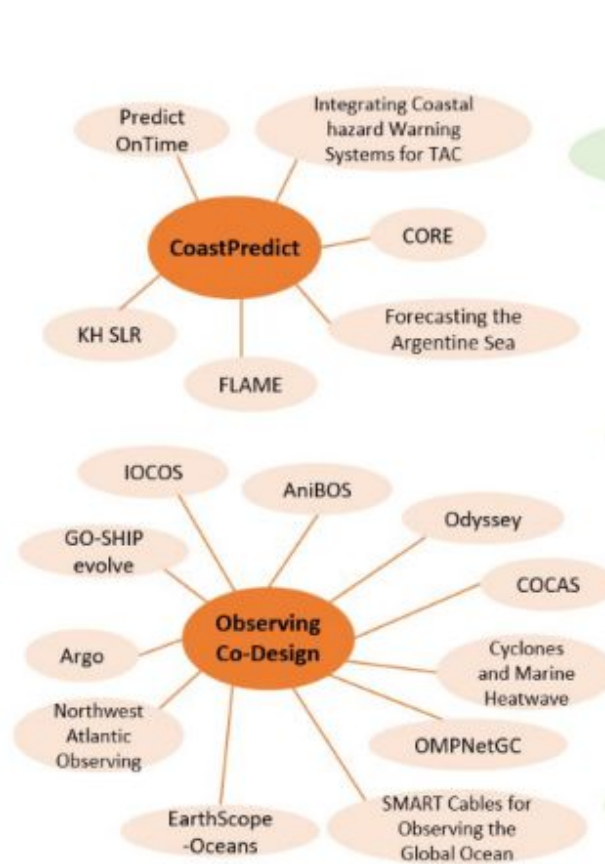 Predict
OnTime
Integrating Coastal
hazard Warning
Systems for TAC
CoastPredict
CORE
KH SLR
Forecasting the
Argentine Sea
FLAME
IOCOS
AniBOS
Odyssey
GO-SHIP
evolve
COCAS
Observing
Co-Design
Argo
Cyclones
and Marine
Heatwave
Northwest
Atlantic
Observing
OMPNetGC
EarthScope
-Oceans
SMART Cables for
Observing the
Global Ocean